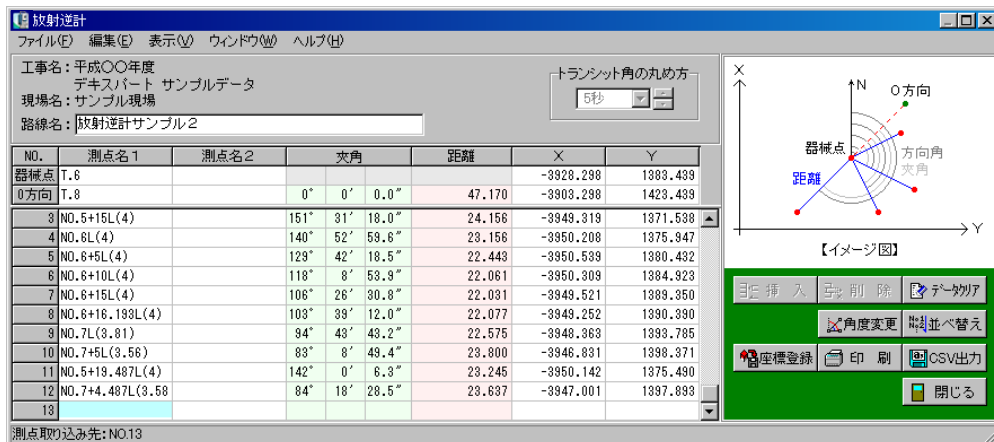 放射逆計
ファイル(F) 編集(E) 表示(V) ウィンドウ(W) ヘルプ(H)
工事名：平成〇〇年度
デキスパート サンプルデータ
現場名：サンプル現場
路線名： 放射逆計サンプル２
トランシット角の丸め方
5秒
NO. 測点名１ 測点名２ 夾角 距離 X Y
器械点 T.6 -3928.298 1383.439
0方向 T.8 0° 0′ 0.0″ 47.170 -3903.298 1423.439
3 NO.5+15L(4) 151° 31′ 18.0″ 24.156 -3949.319 1371.538
4 NO.6L(4) 140° 52′ 59.6″ 23.156 -3950.208 1375.947
5 NO.6+5L(4) 129° 42′ 18.5″ 22.443 -3950.539 1380.432
6 NO.6+10L(4) 118° 8′ 53.9″ 22.061 -3950.309 1384.923
7 NO.6+15L(4) 106° 26′ 30.8″ 22.031 -3949.521 1389.350
8 NO.6+16.193L(4) 103° 39′ 12.0″ 22.077 -3949.252 1390.390
9 NO.7L(3.81) 94° 43′ 43.2″ 22.575 -3948.363 1393.785
10 NO.7+5L(3.56) 83° 8′ 49.4″ 23.800 -3946.831 1398.371
11 NO.5+19.487L(4) 142° 0′ 6.3″ 23.245 -3950.142 1375.490
12 NO.7+4.487L(3.58 84° 18′ 28.5″ 23.637 -3947.001 1397.893
13
測点取り込み先：NO.13
X
N
0方向
器械点
方向角
夾角
距離
Y
【イメージ図】
挿 入 削 除 データクリア
角度変更 No1 No2 並べ替え
座標登録 印 刷 CSV出力
閉じる